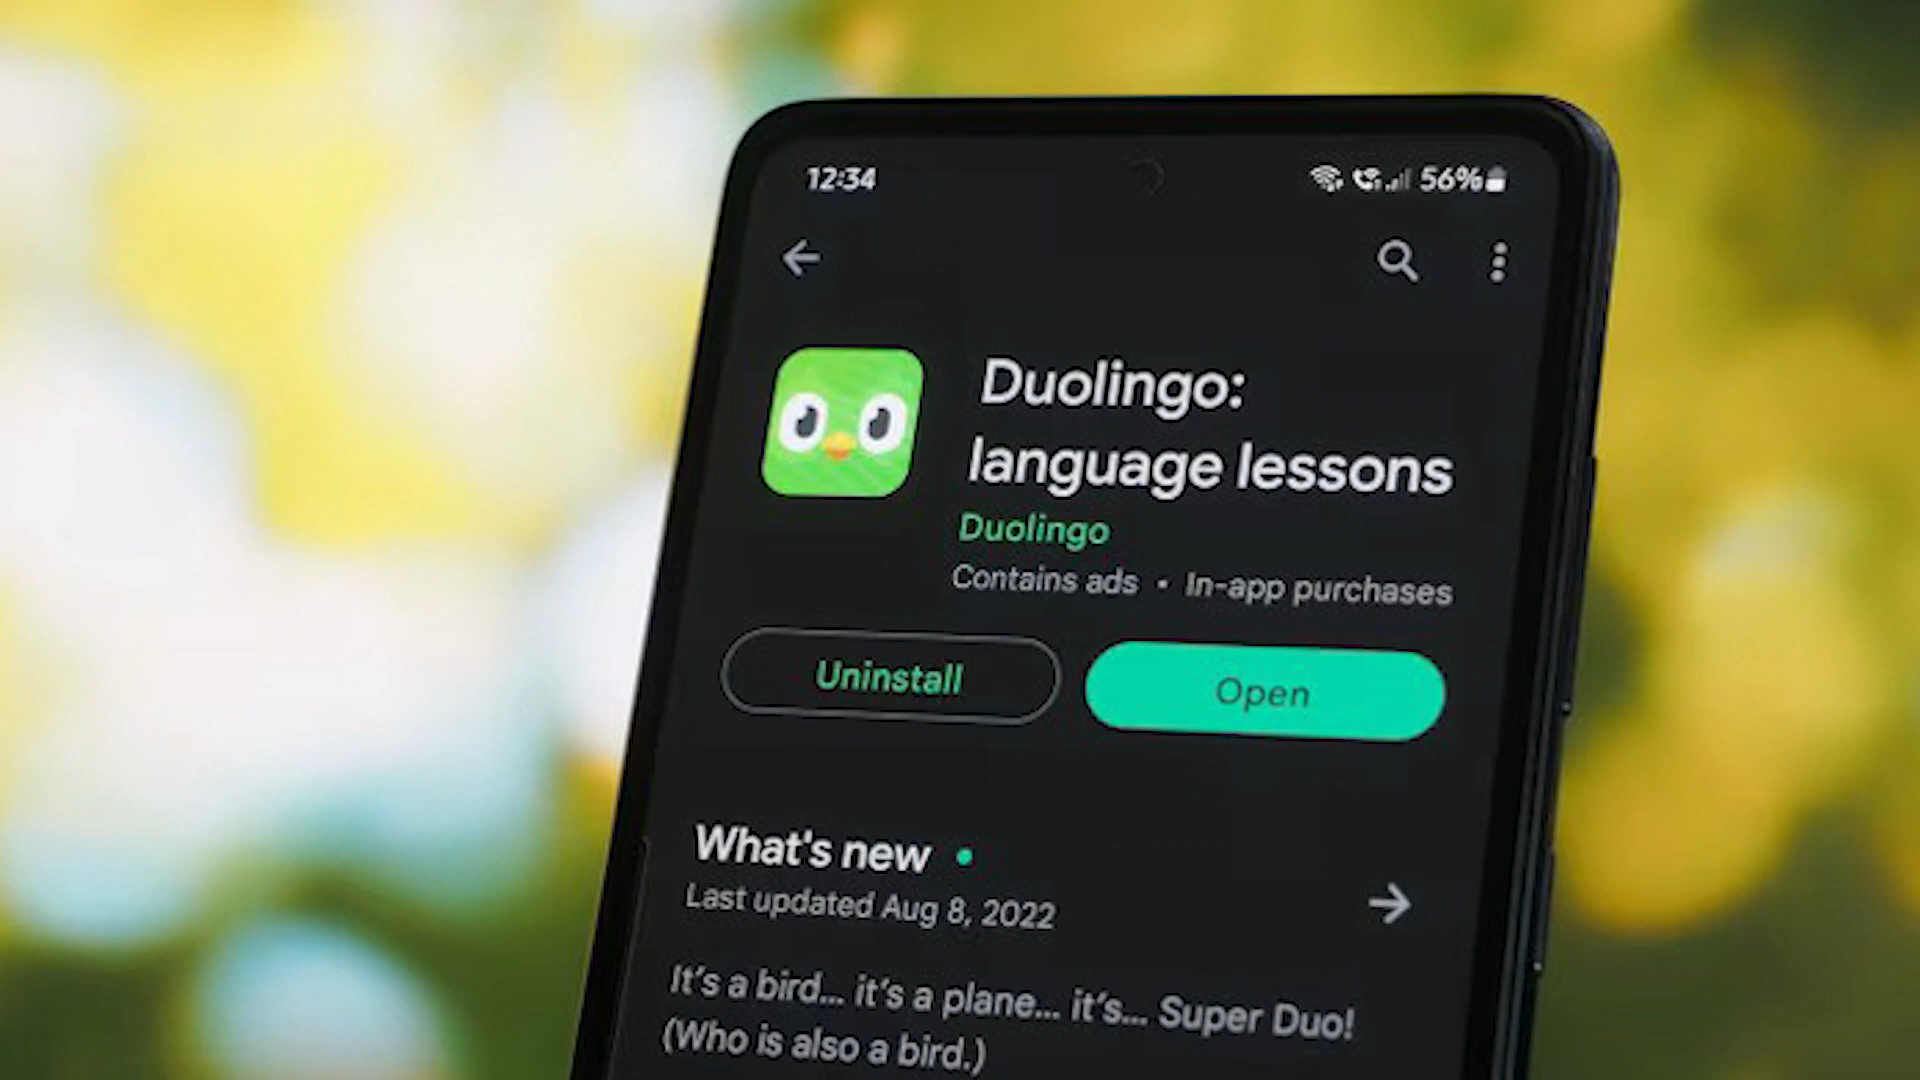 12:34
56%
Duolingo:
language lessons
Duolingo
Contains ads • In-app purchases
Uninstall
Open
What's new
Last updated Aug 8, 2022
It's a bird... it's a plane... it's... Super Duo!
(Who is also a bird.)